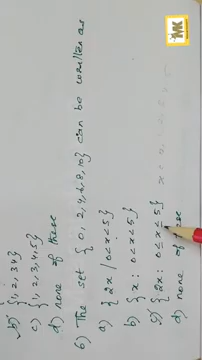 b) {1, 2, 3 4}
c) {1, 2, 3, 4, 5}
d) none of these
6) The set {0, 2, 4, 6, 8, 10} can be written as
a) {2x / 0 < x < 5}
b) {x : 0 < x < 5}
c) {2x : 0 ≤ x ≤ 5}
d) none of these
MK